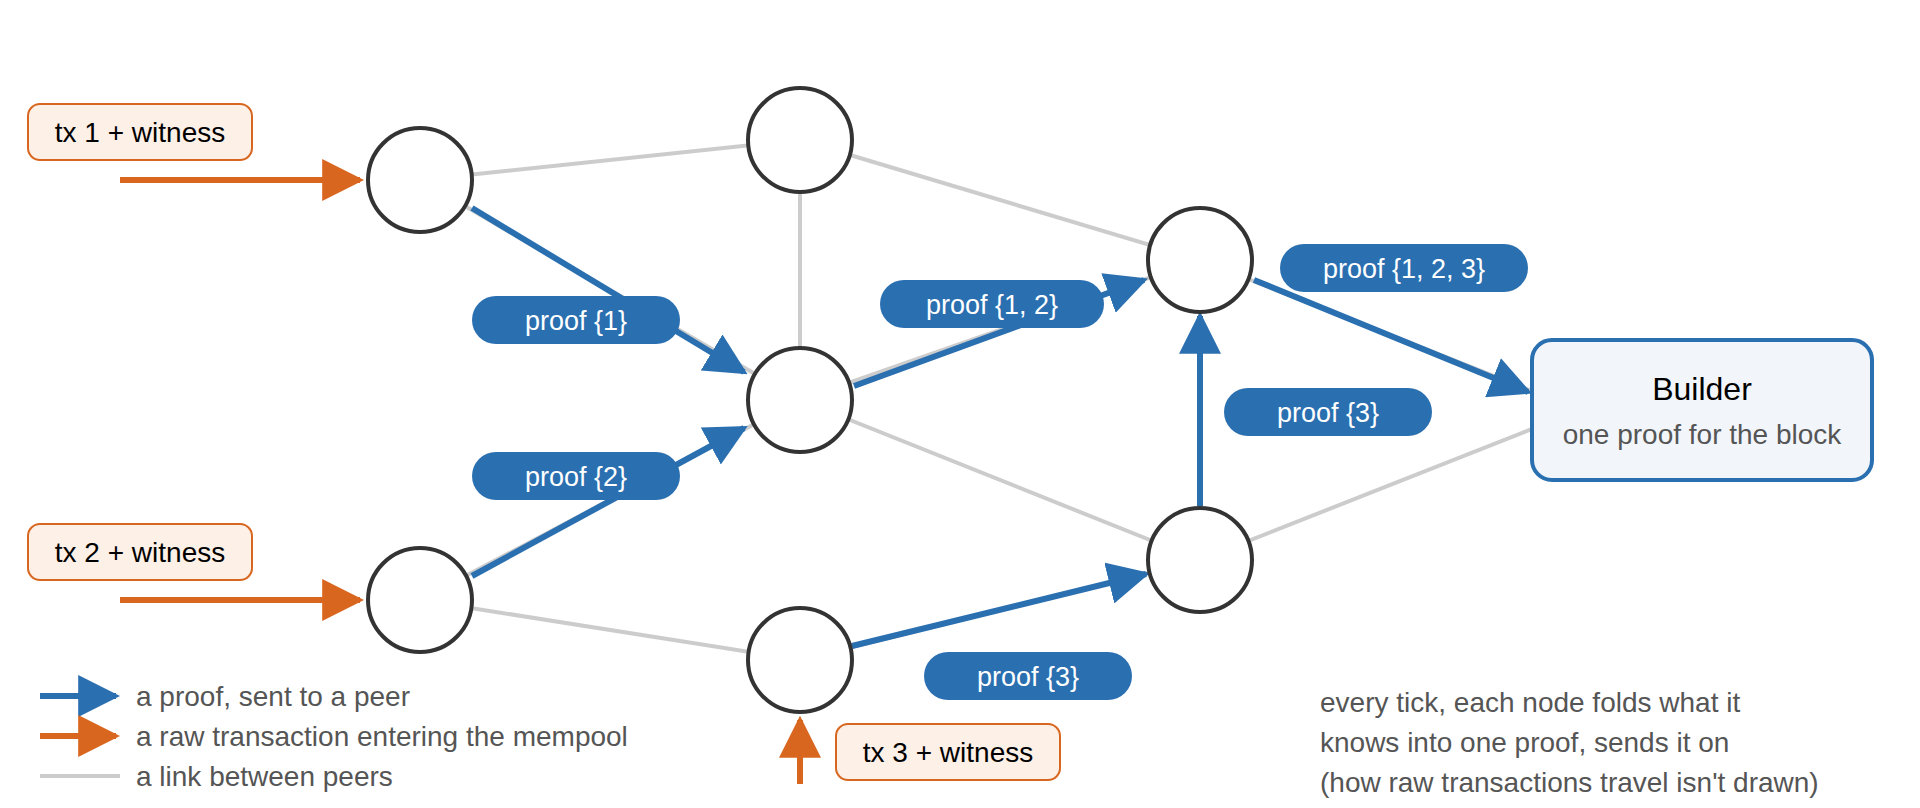 tx 1 + witness
proof {1}
proof {1, 2}
proof {1, 2, 3}
Builder
one proof for the block
proof {3}
proof {2}
tx 2 + witness
proof {3}
tx 3 + witness
a proof, sent to a peer
a raw transaction entering the mempool
a link between peers
every tick, each node folds what it
knows into one proof, sends it on
(how raw transactions travel isn't drawn)